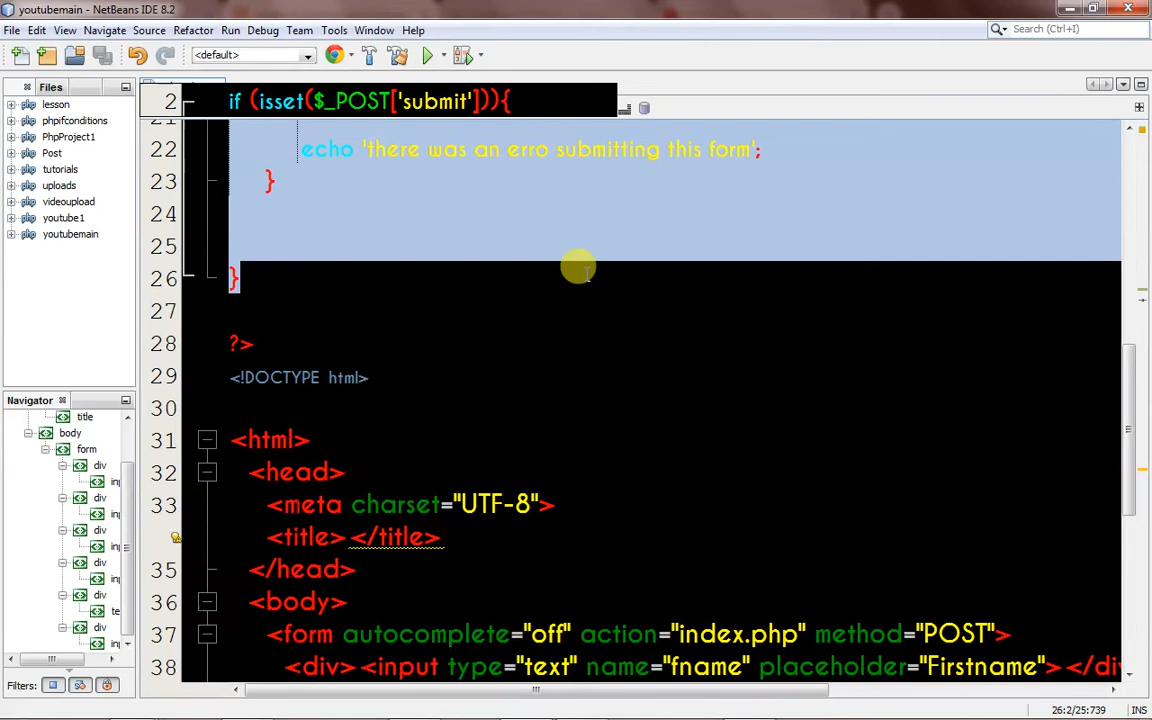 youtubemain - NetBeans IDE 8.2
File Edit View Navigate Source Refactor Run Debug Team Tools Window Help
Search (Ctrl+I)
<default>
Files
lesson
phpifconditions
PhpProject1
Post
tutorials
uploads
videoupload
youtube1
youtubemain
Navigator
title
body
form
div
div
div
div
div
te
div
Filters:
2 if (isset($_POST['submit'])){
22 echo 'there was an erro submitting this form';
23 }
24
25
26 }
27
28 ?>
29 <!DOCTYPE html>
30
31 <html>
32 <head>
33 <meta charset="UTF-8">
34 <title></title>
35 </head>
36 <body>
37 <form autocomplete="off" action="index.php" method="POST">
38 <div><input type="text" name="fname" placeholder="Firstname"></div
26:2/25:739 INS